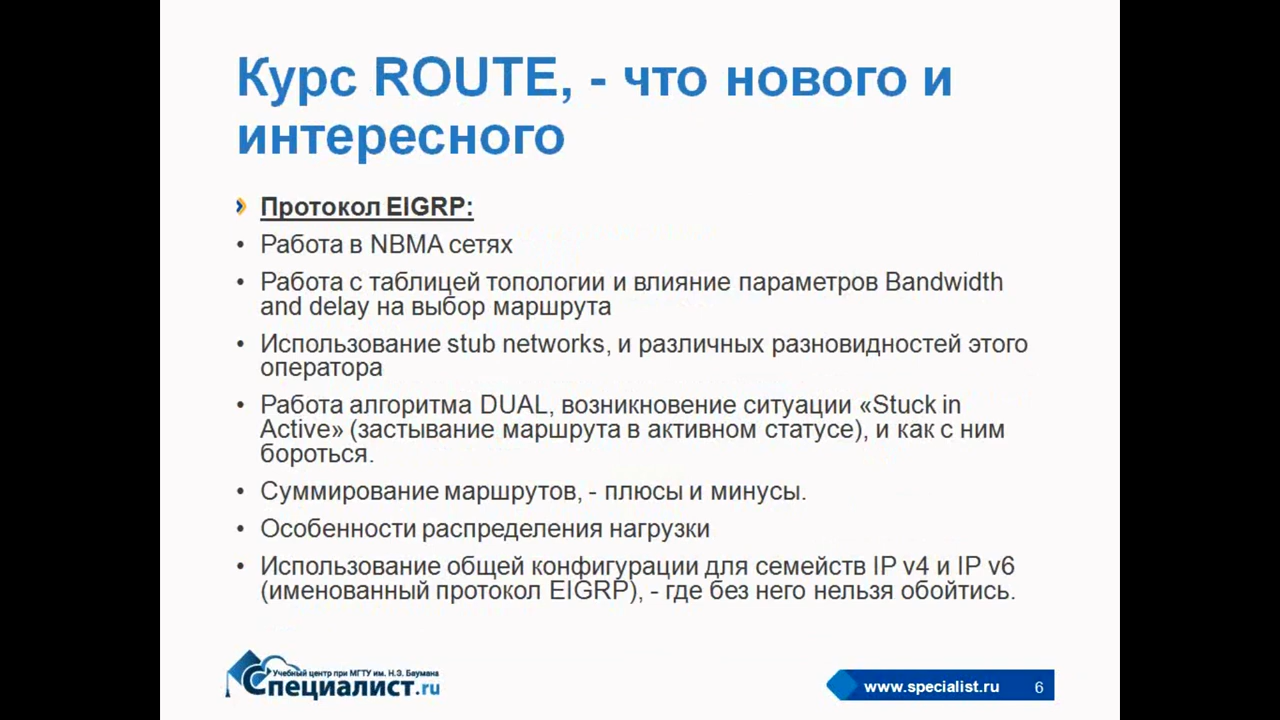 Курс ROUTE, - что нового и
интересного
Протокол EIGRP:
• Работа в NBMA сетях
• Работа с таблицей топологии и влияние параметров Bandwidth
and delay на выбор маршрута
• Использование stub networks, и различных разновидностей этого
оператора
• Работа алгоритма DUAL, возникновение ситуации «Stuck in
Active» (застывание маршрута в активном статусе), и как с ним
бороться.
• Суммирование маршрутов, - плюсы и минусы.
• Особенности распределения нагрузки
• Использование общей конфигурации для семейств IP v4 и IP v6
(именованный протокол EIGRP), - где без него нельзя обойтись.
Учебный центр при МГТУ им. Н.Э. Баумана
Специалист.ru
www.specialist.ru 6